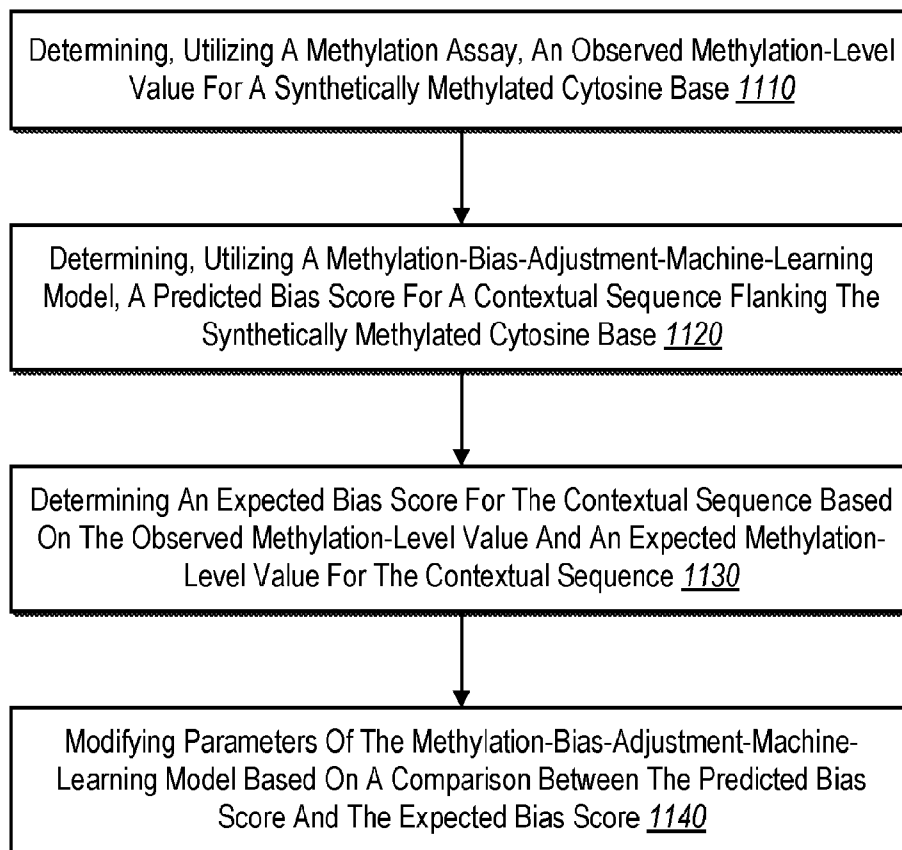 Determining, Utilizing A Methylation Assay, An Observed Methylation-Level
Value For A Synthetically Methylated Cytosine Base 1110
Determining, Utilizing A Methylation-Bias-Adjustment-Machine-Learning
Model, A Predicted Bias Score For A Contextual Sequence Flanking The
Synthetically Methylated Cytosine Base 1120
Determining An Expected Bias Score For The Contextual Sequence Based
On The Observed Methylation-Level Value And An Expected Methylation-
Level Value For The Contextual Sequence 1130
Modifying Parameters Of The Methylation-Bias-Adjustment-Machine-
Learning Model Based On A Comparison Between The Predicted Bias
Score And The Expected Bias Score 1140